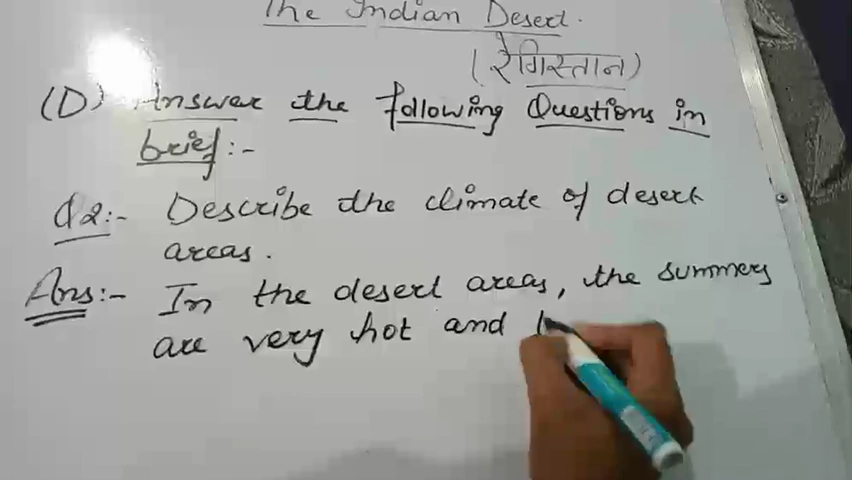 The Indian Desert.
(रेगिस्तान)
(D) Answer the following Questions in
brief:-
Q2:- Describe the climate of desert
areas.
Ans:- In the desert areas, the summers
are very hot and